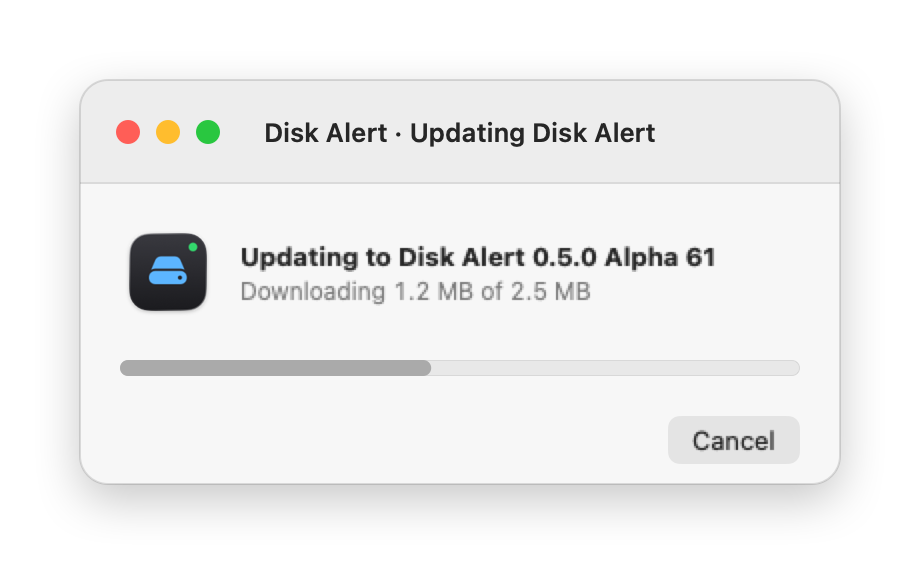 Disk Alert · Updating Disk Alert
Updating to Disk Alert 0.5.0 Alpha 61
Downloading 1.2 MB of 2.5 MB
Cancel